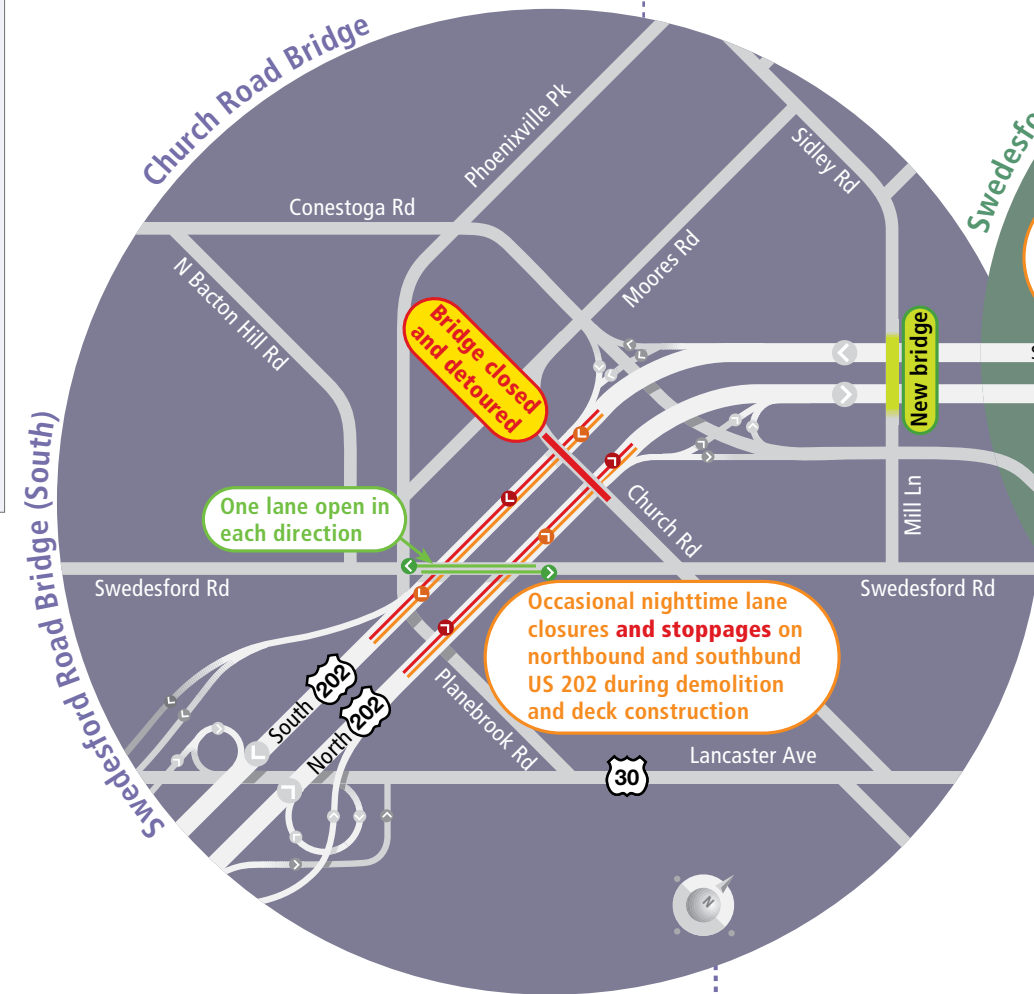 Church Road Bridge
Phoenixville Pk
Sidley Rd
Swedesfo
Conestoga Rd
N Bacton Hill Rd
Moores Rd
Bridge closed
and detoured
New bridge
Swedesford Road Bridge (South)
One lane open in
each direction
Church Rd
Mill Ln
Swedesford Rd
Swedesford Rd
Occasional nighttime lane
closures and stoppages on
northbound and southbund
US 202 during demolition
and deck construction
South 202
North 202
Planebrook Rd
Lancaster Ave
30
N